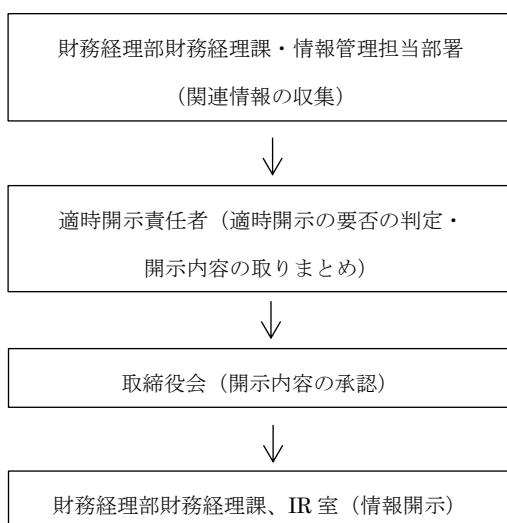 財務経理部財務経理課・情報管理担当部署
（関連情報の収集）
適時開示責任者（適時開示の要否の判定・
開示内容の取りまとめ）
取締役会（開示内容の承認）
財務経理部財務経理課、IR 室（情報開示）